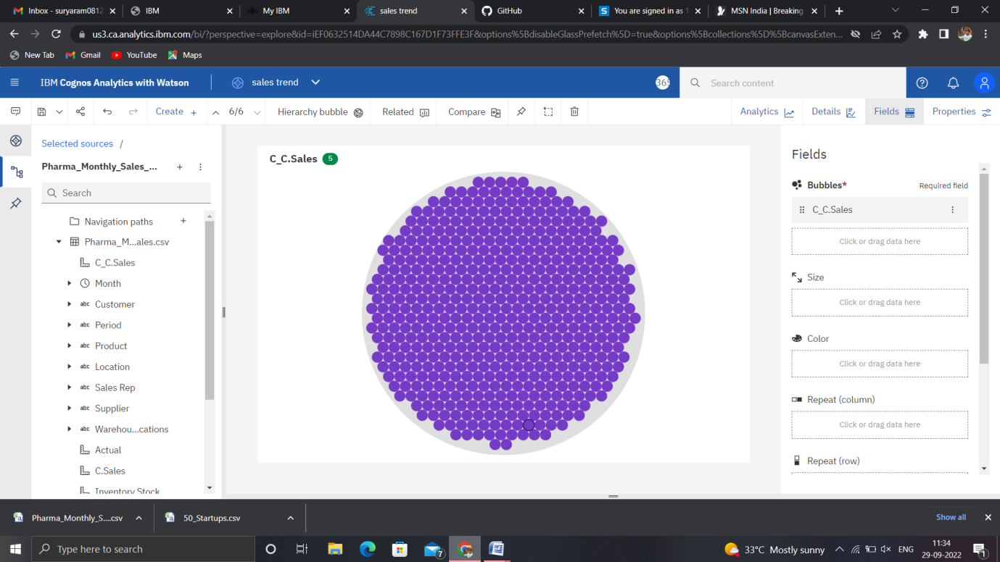 Inbox - suryaram0812
IBM
My IBM
sales trend
GitHub
You are signed in as 1
MSN India | Breaking
us3.ca.analytics.ibm.com/bi/?perspective=explore&id=iEF0632514DA44C7898C167D1F73FFE3F&options%5BdisableGlassPrefetch%5D=true&options%5Bcollections%5D%5BcanvasExten...
New Tab
Gmail
YouTube
Maps
IBM Cognos Analytics with Watson
sales trend
365
Search content
Create +
6/6
Hierarchy bubble
Related
Compare
Analytics
Details
Fields
Properties
Selected sources /
Pharma_Monthly_Sales_...
Search
Navigation paths
Pharma_M...ales.csv
C_C.Sales
Month
abc Customer
abc Period
abc Product
abc Location
abc Sales Rep
abc Supplier
abc Warehou...cations
Actual
C.Sales
Inventory Stock
C_C.Sales 5
Fields
Bubbles* Required field
C_C.Sales
Click or drag data here
Size
Click or drag data here
Color
Click or drag data here
Repeat (column)
Click or drag data here
Repeat (row)
Pharma_Monthly_S....csv
50_Startups.csv
Show all
Type here to search
7
33°C Mostly sunny
ENG
11:34
29-09-2022
1